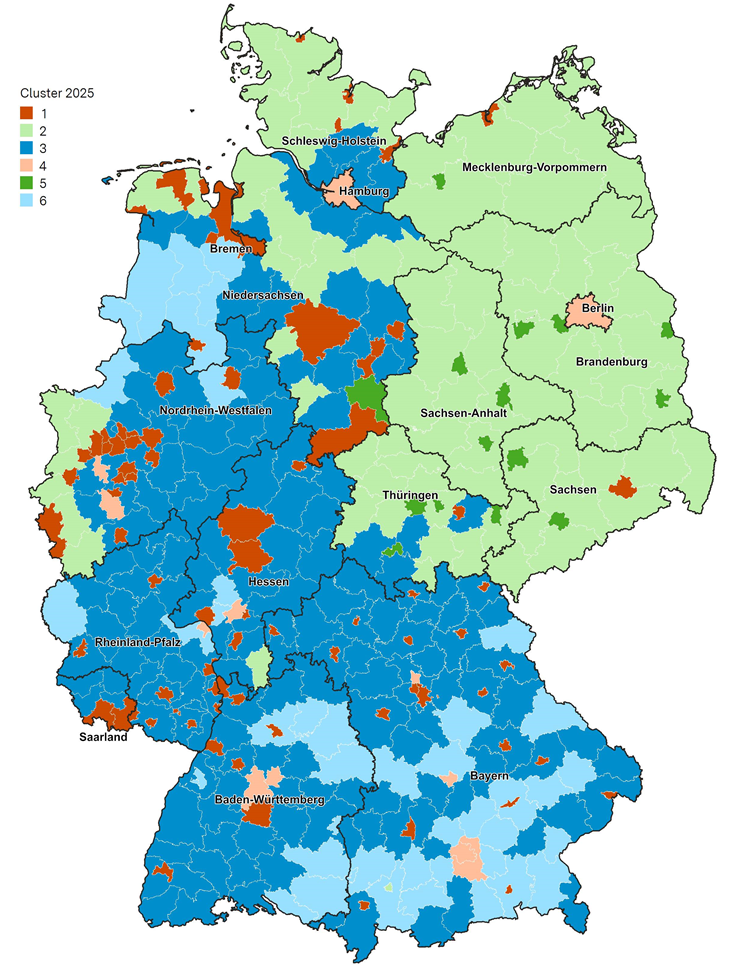 Cluster 2025
1
2
3
4
5
6
Schleswig-Holstein
Mecklenburg-Vorpommern
Hamburg
Bremen
Niedersachsen
Berlin
Brandenburg
Nordrhein-Westfalen
Sachsen-Anhalt
Thüringen
Sachsen
Hessen
Rheinland-Pfalz
Saarland
Bayern
Baden-Württemberg